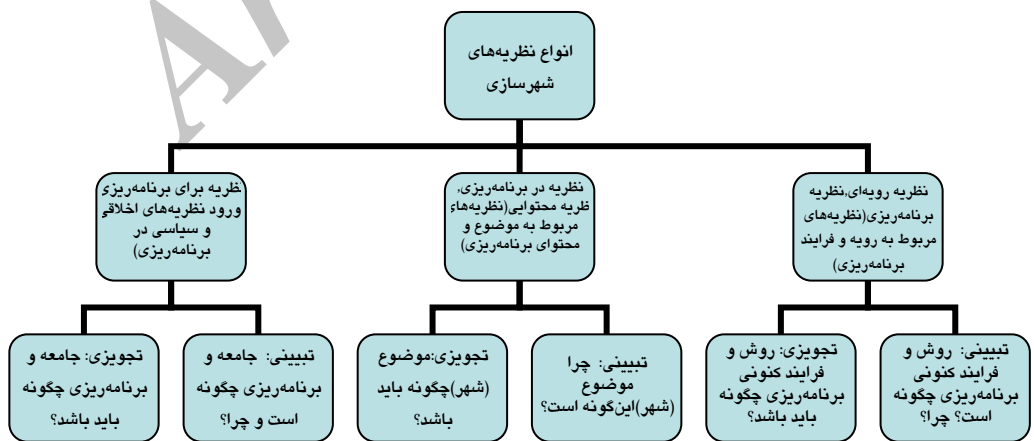 انواع نظریه‌های
شهرسازی
نظریه رویه‌ای،نظریه
برنامه‌ریزی(نظریه‌های
مربوط به رویه و فرایند
برنامه‌ریزی)
نظریه در برنامه‌ریزی،
ظریه محتوایی(نظریه‌های
مربوط به موضوع و
محتوای برنامه‌ریزی)
ظریه برای برنامه‌ریزی
ورود نظریه‌های اخلاقی
و سیاسی در
برنامه‌ریزی)
تبیینی: روش و
فرایند کنونی
برنامه‌ریزی چگونه
است؟ چرا؟
تجویزی: روش و
فرایند کنونی
برنامه‌ریزی چگونه
باید باشد؟
تبیینی: چرا
موضوع
(شهر)این‌گونه است؟
تجویزی:موضوع
(شهر)چگونه باید
باشد؟
تبیینی: جامعه و
برنامه‌ریزی چگونه
است و چرا؟
تجویزی: جامعه و
برنامه‌ریزی چگونه
باید باشد؟